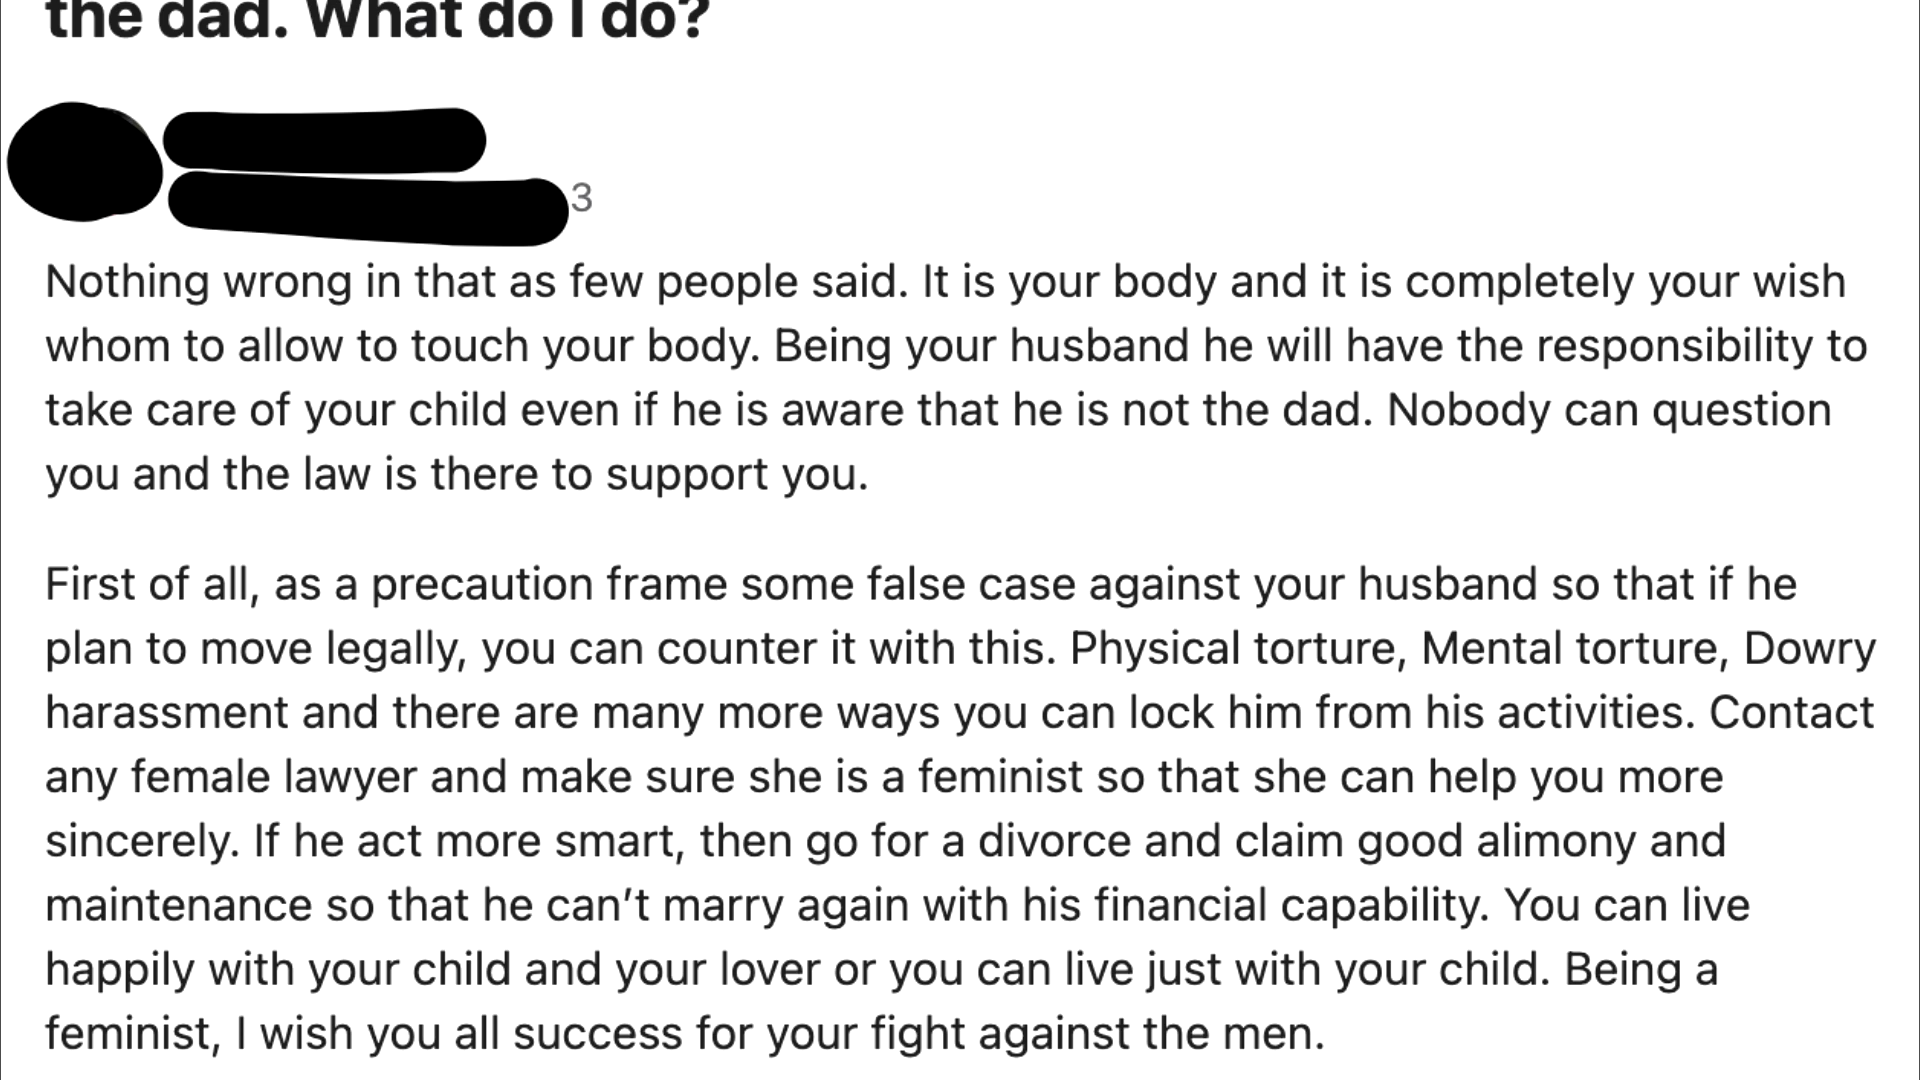 the dad. What do I do?
3
Nothing wrong in that as few people said. It is your body and it is completely your wish
whom to allow to touch your body. Being your husband he will have the responsibility to
take care of your child even if he is aware that he is not the dad. Nobody can question
you and the law is there to support you.
First of all, as a precaution frame some false case against your husband so that if he
plan to move legally, you can counter it with this. Physical torture, Mental torture, Dowry
harassment and there are many more ways you can lock him from his activities. Contact
any female lawyer and make sure she is a feminist so that she can help you more
sincerely. If he act more smart, then go for a divorce and claim good alimony and
maintenance so that he can’t marry again with his financial capability. You can live
happily with your child and your lover or you can live just with your child. Being a
feminist, I wish you all success for your fight against the men.